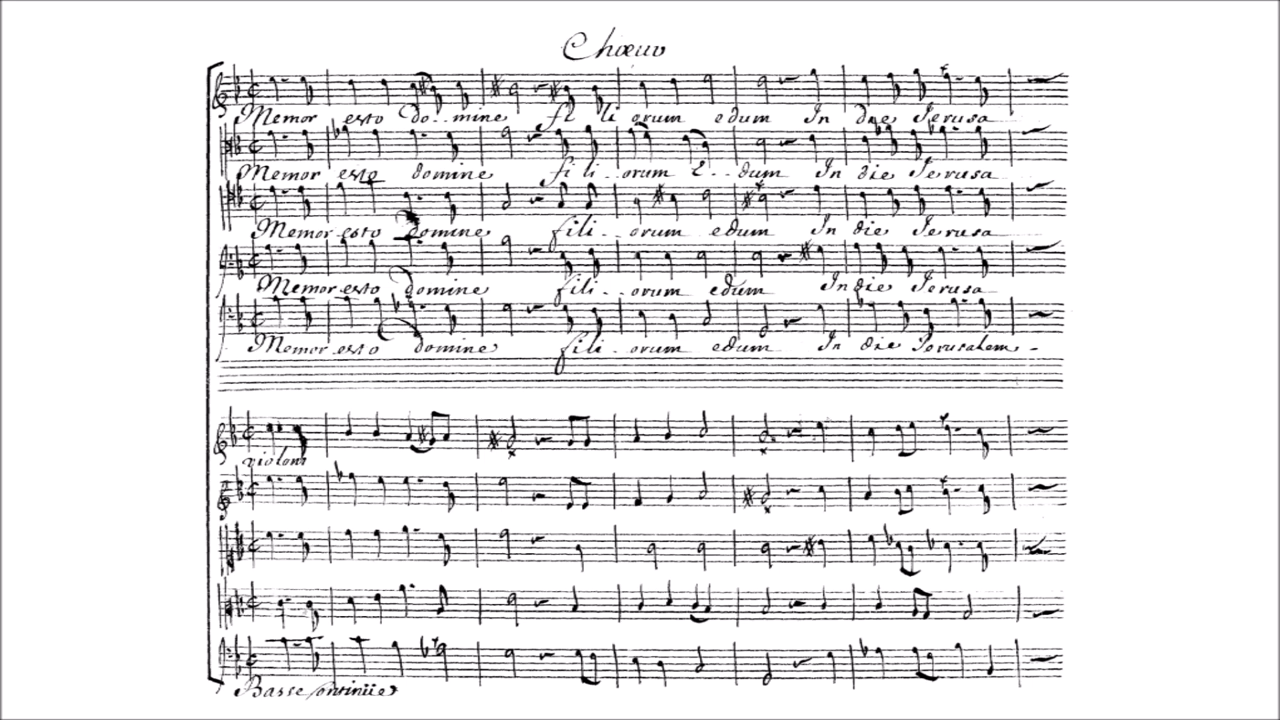 Chœur
Memor esto do..mine fi li orum edum In die Jerusa
Memor esto domine fi li..orum E..dum In die Jerusa
Memor esto domine fili..orum edum In die Jerusa
Memor esto domine fili..orum edum In die Jerusa
Memor esto domine fili.orum edum In die Jerusalem.-
violons
Basse Continüe